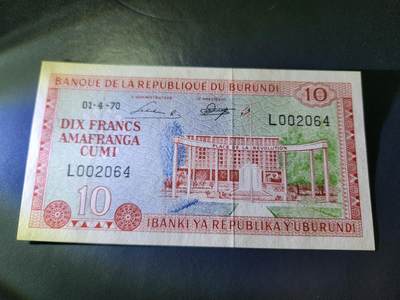 BANQUE DE LA REPUBLIQUE DU BURUNDI
10
01-4-70
L002064
DIX FRANCS
AMAFRANGA
CUMI
PLACE DE LA REVOLUTION
L002064
10
IBANKI YA REPUBLIKA Y'UBURUNDI